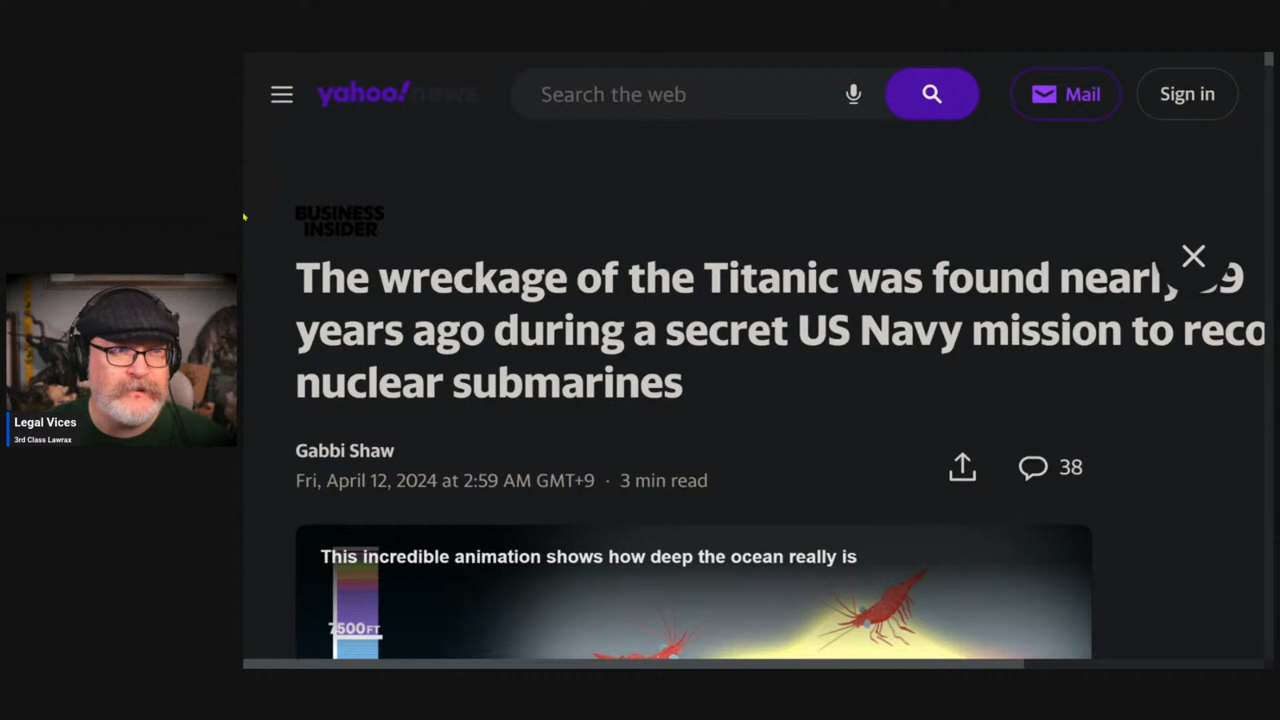 yahoo!news
Search the web
Mail
Sign in
BUSINESS
INSIDER
The wreckage of the Titanic was found nearly 39
years ago during a secret US Navy mission to reco
nuclear submarines
Gabbi Shaw
Fri, April 12, 2024 at 2:59 AM GMT+9 · 3 min read
38
This incredible animation shows how deep the ocean really is
7500FT
Legal Vices
3rd Class Lawrax